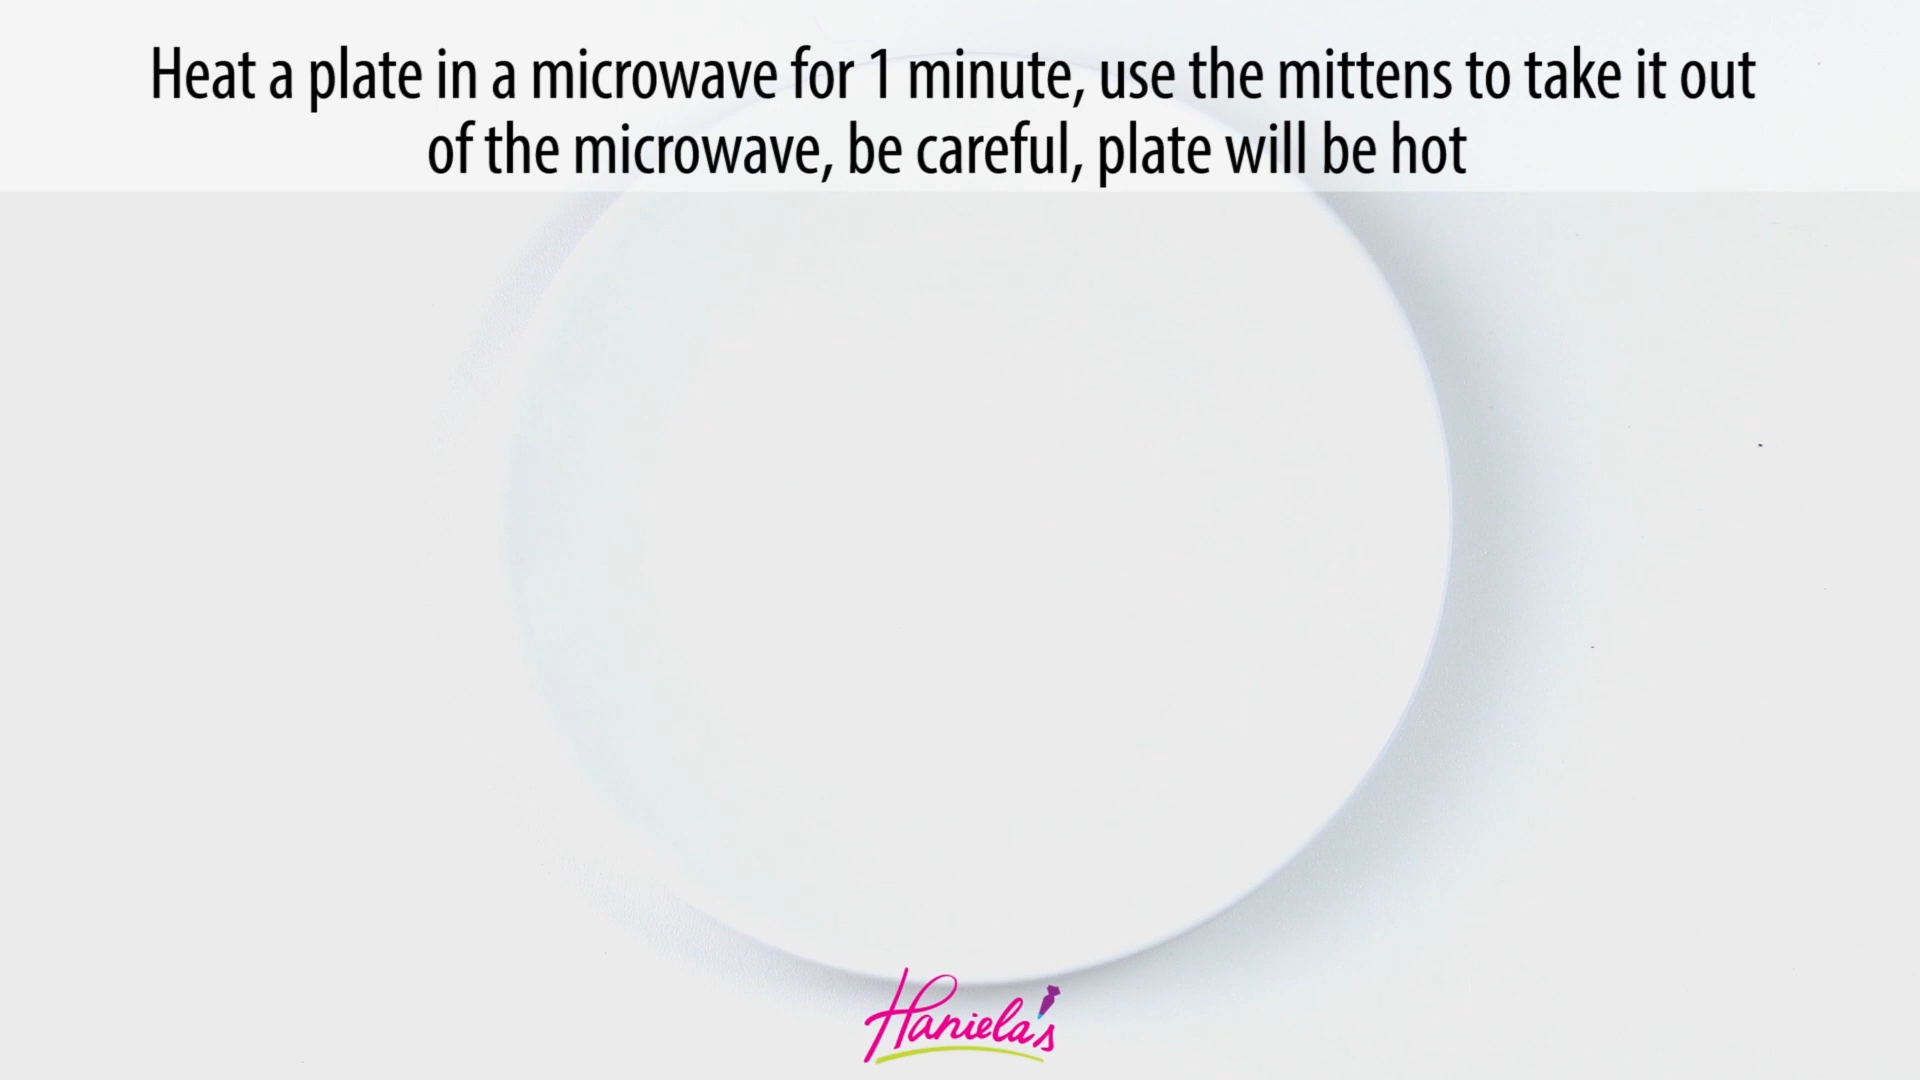 Heat a plate in a microwave for 1 minute, use the mittens to take it out
of the microwave, be careful, plate will be hot
Haniela's